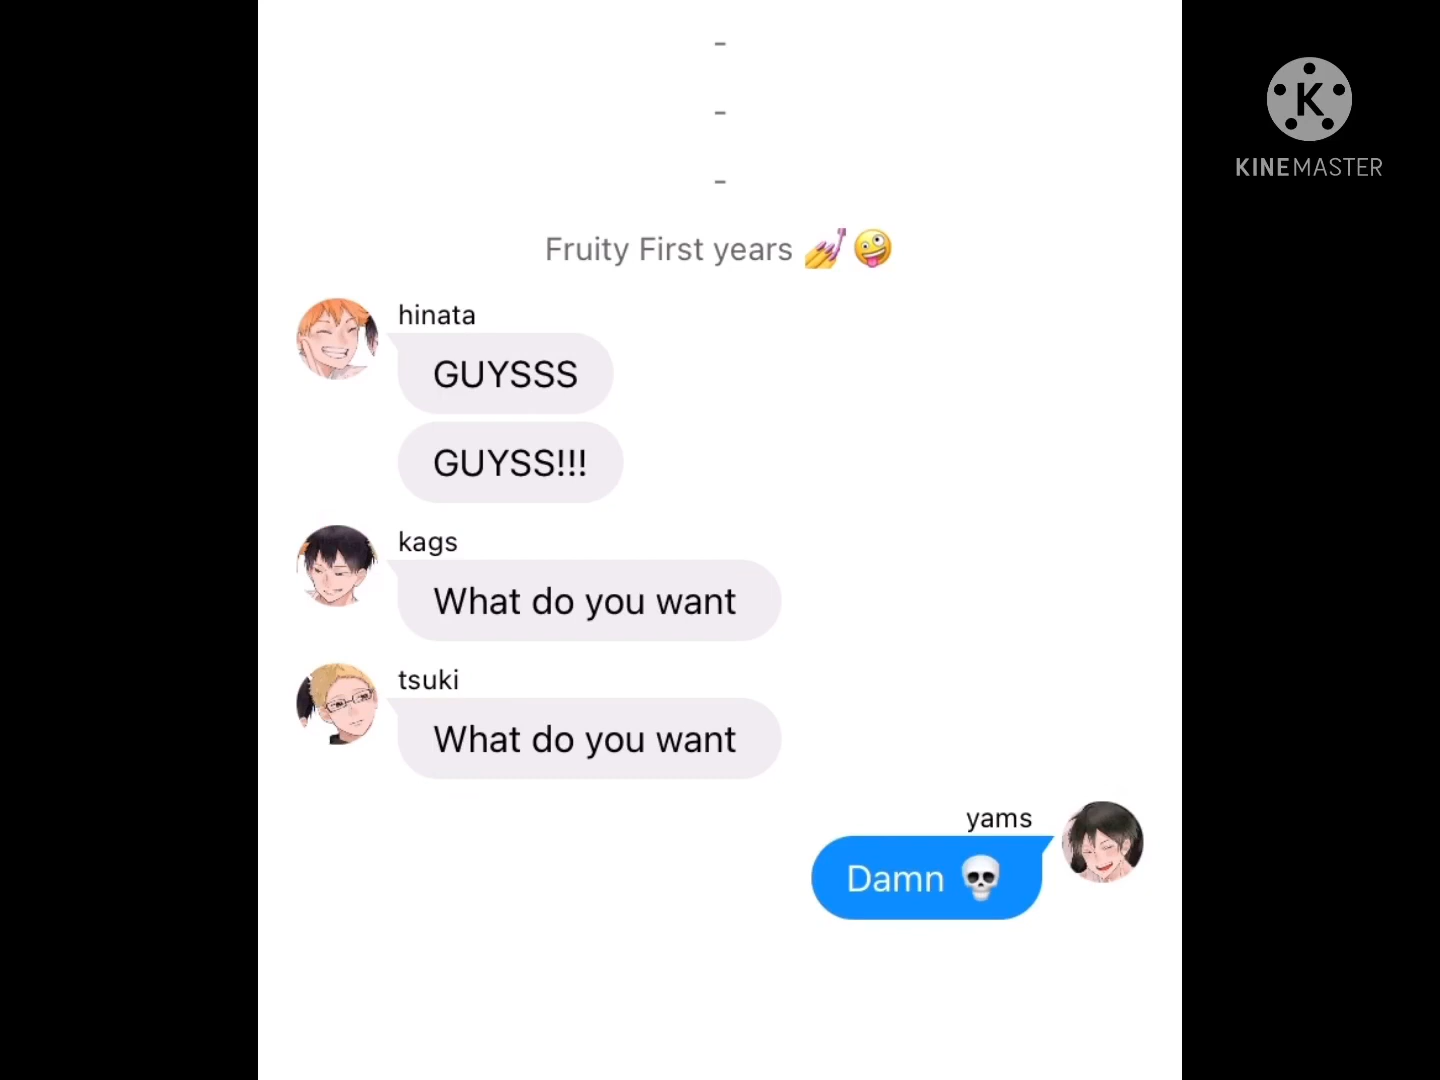 -
-
-
Fruity First years 💅🤪
hinata
GUYSSS
GUYSS!!!
kags
What do you want
tsuki
What do you want
yams
Damn 💀
K
KINEMASTER